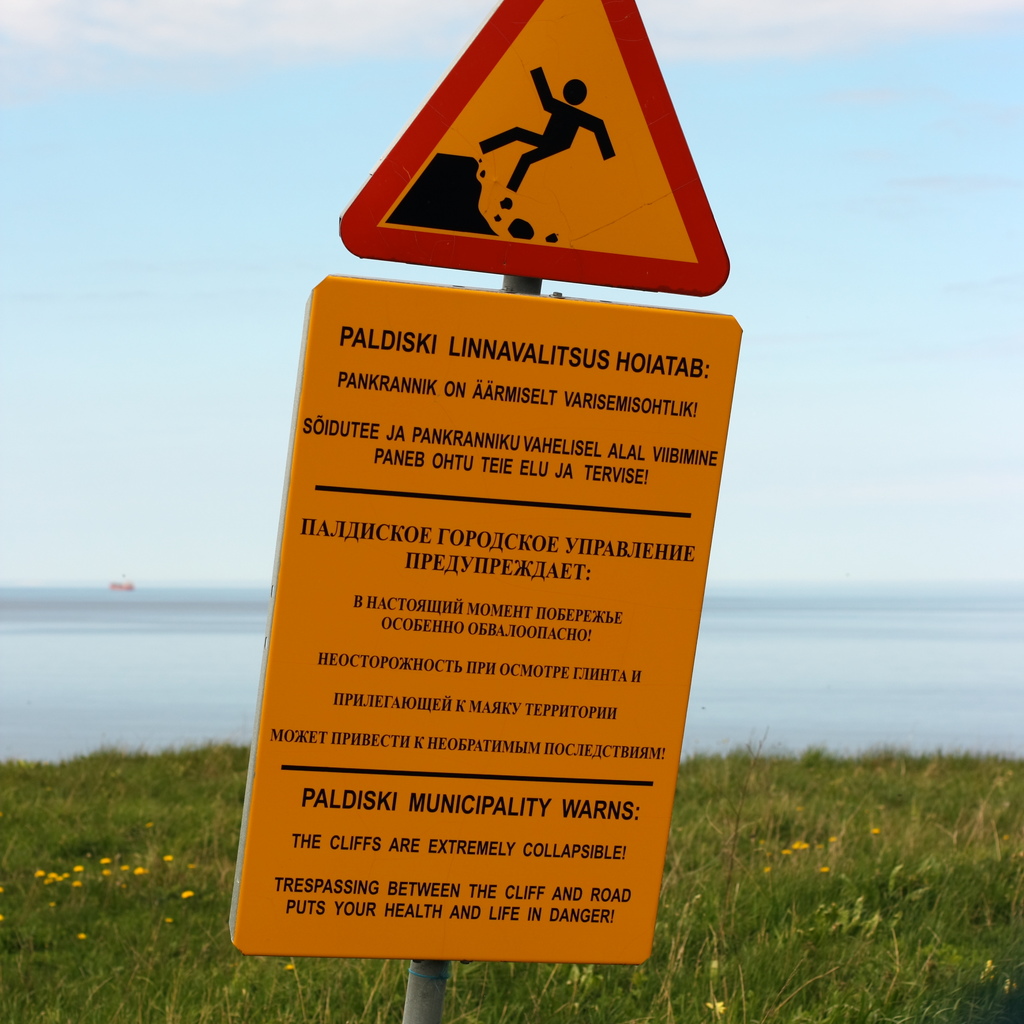 PALDISKI LINNAVALITSUS HOIATAB:
PANKRANNIK ON ÄÄRMISELT VARISEMISOHTLIK!
SÕIDUTEE JA PANKRANNIKU VAHELISEL ALAL VIIBIMINE
PANEB OHTU TEIE ELU JA TERVISE!
ПАЛДИСКОЕ ГОРОДСКОЕ УПРАВЛЕНИЕ
ПРЕДУПРЕЖДАЕТ:
В НАСТОЯЩИЙ МОМЕНТ ПОБЕРЕЖЬЕ
ОСОБЕННО ОБВАЛООПАСНО!
НЕОСТОРОЖНОСТЬ ПРИ ОСМОТРЕ ГЛИНТА И
ПРИЛЕГАЮЩЕЙ К МАЯКУ ТЕРРИТОРИИ
МОЖЕТ ПРИВЕСТИ К НЕОБРАТИМЫМ ПОСЛЕДСТВИЯМ!
PALDISKI MUNICIPALITY WARNS:
THE CLIFFS ARE EXTREMELY COLLAPSIBLE!
TRESPASSING BETWEEN THE CLIFF AND ROAD
PUTS YOUR HEALTH AND LIFE IN DANGER!